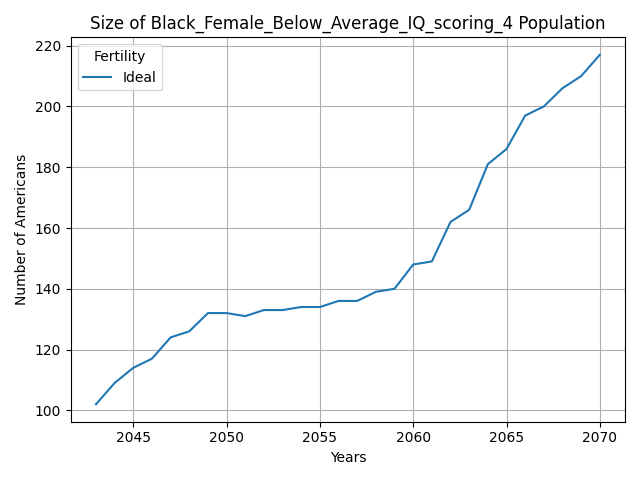 Size of Black_Female_Below_Average_IQ_scoring_4 Population
Fertility
Ideal
Number of Americans
220
200
180
160
140
120
100
2045 2050 2055 2060 2065 2070
Years